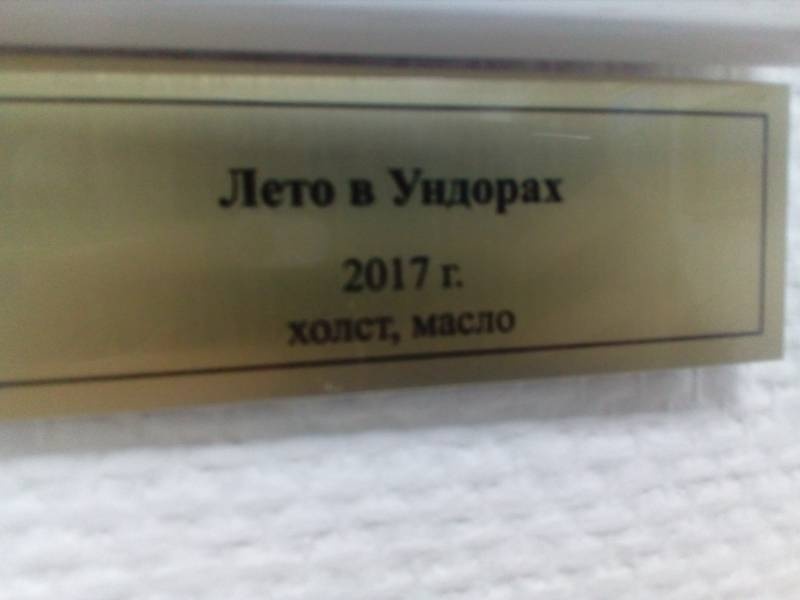 Лето в Ундорах
2017 г.
холст, масло